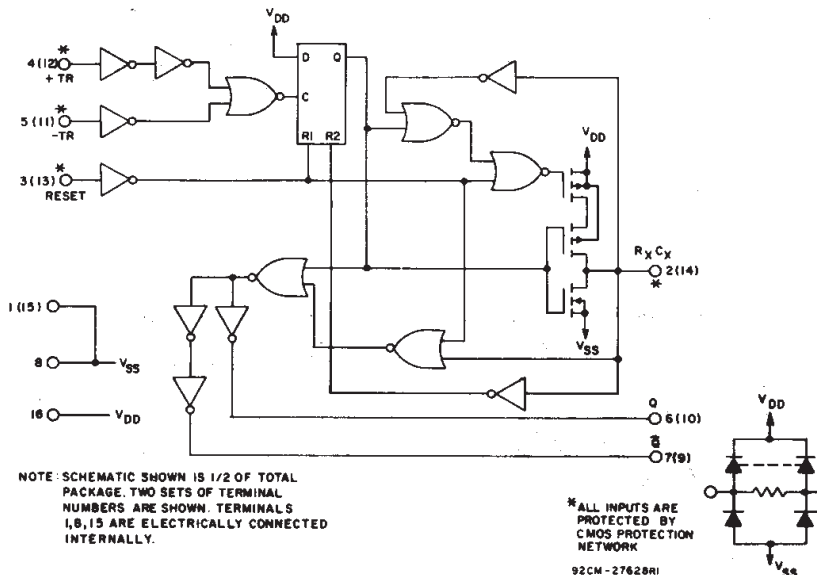 VDD
4(12) *
+ TR
D Q
5(11) *
-TR
C
R1 R2
3(13) *
RESET
VDD
RXCX
2(14)
*
VSS
1(15)
8 VSS
16 VDD
Q
6(10)
Q̅
7(9)
NOTE: SCHEMATIC SHOWN IS 1/2 OF TOTAL
PACKAGE. TWO SETS OF TERMINAL
NUMBERS ARE SHOWN. TERMINALS
1,8,15 ARE ELECTRICALLY CONNECTED
INTERNALLY.
VDD
*ALL INPUTS ARE
PROTECTED BY
CMOS PROTECTION
NETWORK
VSS
92CM-27628R1